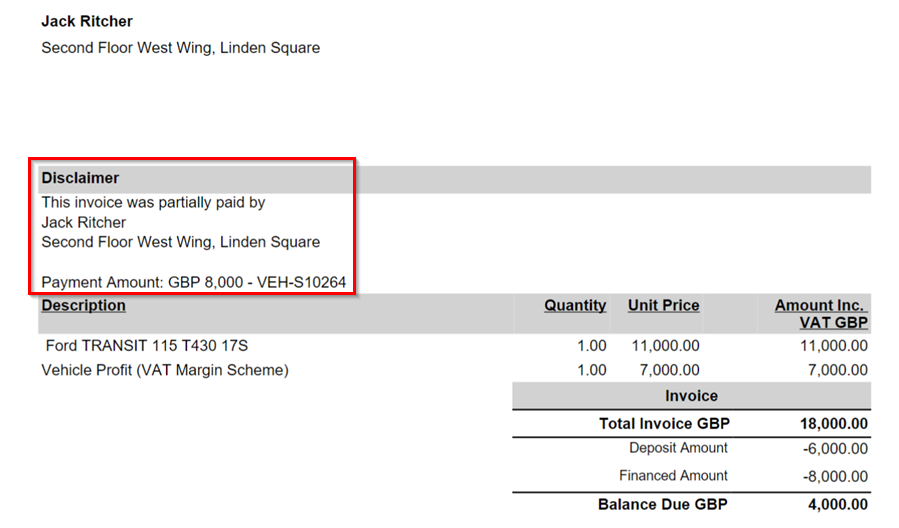 Jack Ritcher
Second Floor West Wing, Linden Square
Disclaimer
This invoice was partially paid by
Jack Ritcher
Second Floor West Wing, Linden Square
Payment Amount: GBP 8,000 - VEH-S10264
Description Quantity Unit Price Amount Inc.
VAT GBP
Ford TRANSIT 115 T430 17S 1.00 11,000.00 11,000.00
Vehicle Profit (VAT Margin Scheme) 1.00 7,000.00 7,000.00
Invoice
Total Invoice GBP 18,000.00
Deposit Amount -6,000.00
Financed Amount -8,000.00
Balance Due GBP 4,000.00